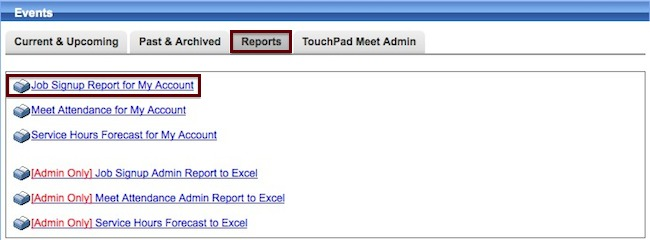 Events
Current & Upcoming Past & Archived Reports TouchPad Meet Admin
Job Signup Report for My Account
Meet Attendance for My Account
Service Hours Forecast for My Account
[Admin Only] Job Signup Admin Report to Excel
[Admin Only] Meet Attendance Admin Report to Excel
[Admin Only] Service Hours Forecast to Excel